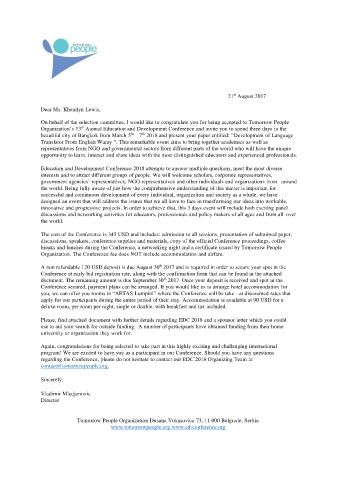 tomorrow
people
21st August 2017
Dear Ms. Khendyn Lewis,
On behalf of the selection committee, I would like to congratulate you for being accepted to Tomorrow People
Organization's 13th Annual Education and Development Conference and invite you to spend three days in the
beautiful city of Bangkok from March 5th – 7th 2018 and present your paper entitled: "Development of Language
Translator From English Waray ". This remarkable event aims to bring together academics as well as
representatives from NGO and governmental sectors from different parts of the world who will have the unique
opportunity to learn, interact and share ideas with the most distinguished educators and experienced professionals.
Education and Development Conference 2018 attempts to answer multiple questions, meet the most diverse
interests and to attract different groups of people. We will welcome scholars, corporate representatives,
government agencies' representatives, NGO representatives and other individuals and organizations from around
the world. Being fully aware of just how the comprehensive understanding of this matter is important for
successful and continuous development of every individual, organization and society as a whole, we have
designed an event that will address the issues that we all have to face in transforming our ideas into workable,
innovative and progressive projects. In order to achieve that, this 3 days event will include both exciting panel
discussions and networking activities for educators, professionals and policy makers of all ages and from all over
the world.
The cost of the Conference is 345 USD and includes: admission to all sessions, presentation of submitted paper,
discussions, speakers, conference supplies and materials, copy of the official Conference proceedings, coffee
breaks and lunches during the Conference, a networking night and a certificate issued by Tomorrow People
Organization. The Conference fee does NOT include accommodation and airfare.
A non refundable 120 USD deposit is due August 30th 2017 and is required in order to secure your spot in the
Conference at early bid registration rate, along with the confirmation form that can be found in the attached
document. The remaining amount is due September 30th 2017. Once your deposit is received and spot in the
Conference secured, payment plans can be arranged. If you would like us to arrange hotel accommodation for
you, we can offer you rooms in "AETAS Lumpini" where the Conference will take - at discounted rates that
apply for our participants during the entire period of their stay. Accommodation is available at 90 USD for a
deluxe room, per room per night, single or double, with breakfast and tax included.
Please, find attached document with further details regarding EDC 2018 and a sponsor letter which you could
use to aid your search for outside funding. A number of participants have obtained funding from their home
university or organization they work for.
Again, congratulations for being selected to take part in this highly exciting and challenging international
program! We are excited to have you as a participant in our Conference. Should you have any questions
regarding the Conference, please do not hesitate to contact our EDC 2018 Organizing Team at
contact@tomorrowpeople.org.
Sincerely,
Vladimir Mladjenovic
Director
Tomorrow People Organization Dusana Vukasovica 73, 11 000 Belgrade, Serbia
www.tomorrowpeople.org www.ed-conference.org